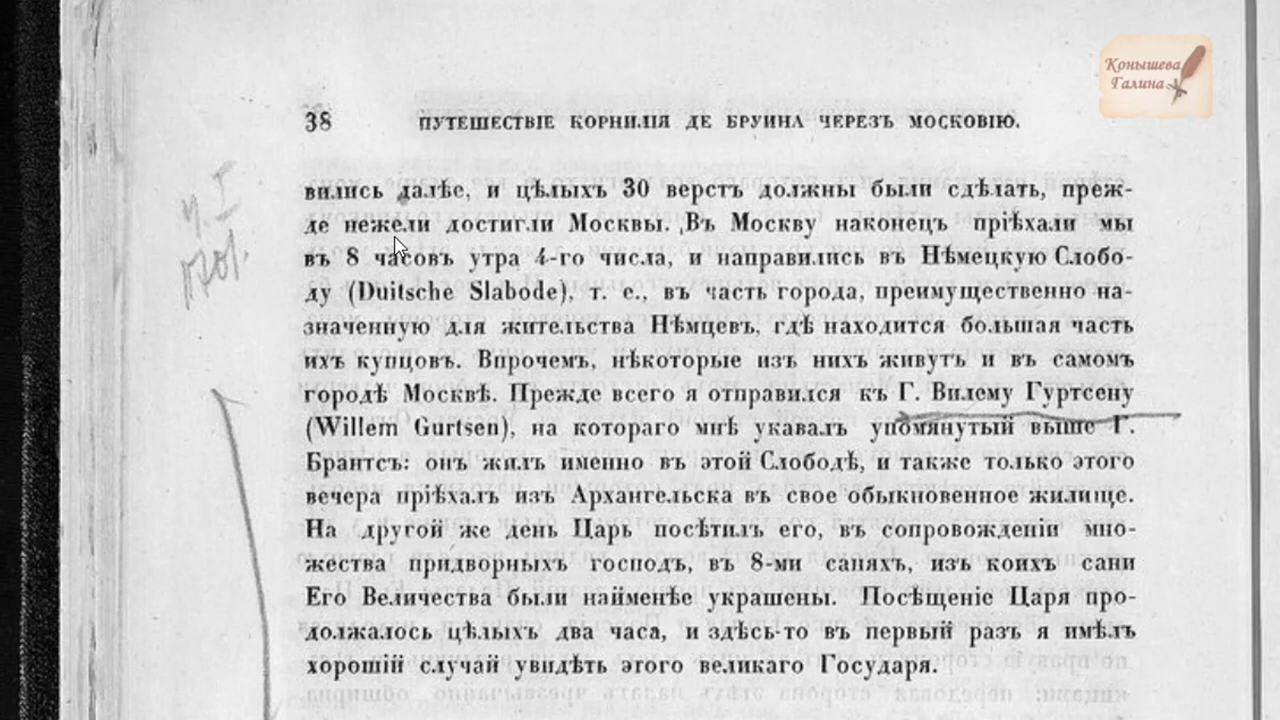 Конышева
Галина
38 ПУТЕШЕСТВІЕ КОРНИЛІЯ ДЕ БРУИНА ЧЕРЕЗЪ МОСКОВІЮ.
вились далѣе, и цѣлыхъ 30 верстъ должны были сдѣлать, преж-
де нежели достигли Москвы. Въ Москву наконецъ пріѣхали мы
въ 8 часовъ утра 4-го числа, и направились въ Нѣмецкую Слобо-
ду (Duitsche Slabode), т. е., въ часть города, преимущественно на-
значенную для жительства Нѣмцевъ, гдѣ находится большая часть
ихъ купцовъ. Впрочемъ, нѣкоторые изъ нихъ живутъ и въ самомъ
городѣ Москвѣ. Прежде всего я отправился къ Г. Вилему Гуртсену
(Willem Gurtsen), на котораго мнѣ укавалъ упомянутый выше Г.
Брантсъ: онъ жилъ именно въ этой Слободѣ, и также только этого
вечера пріѣхалъ изъ Архангельска въ свое обыкновенное жилище.
На другой же день Царь посѣтилъ его, въ сопровожденіи мно-
жества придворныхъ господъ, въ 8-ми саняхъ, изъ коихъ сани
Его Величества были найменѣе украшены. Посѣщеніе Царя про-
должалось цѣлыхъ два часа, и здѣсь-то въ первый разъ я имѣлъ
хорошій случай увидѣть этого великаго Государя.